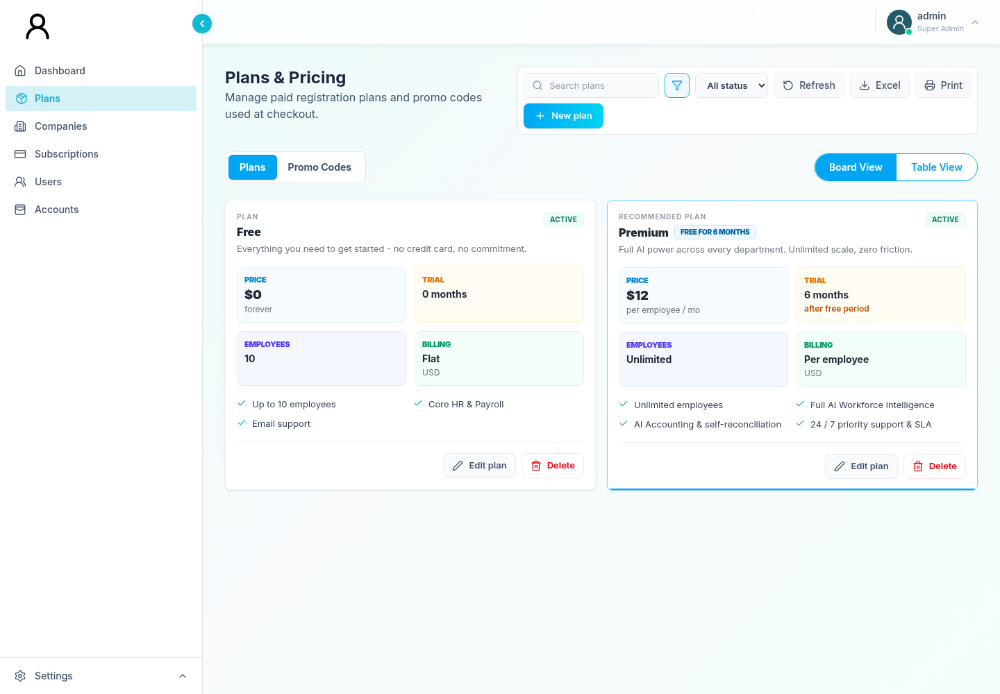 admin
Super Admin
Dashboard
Plans
Companies
Subscriptions
Users
Accounts
Settings
Plans & Pricing
Manage paid registration plans and promo codes
used at checkout.
Search plans
All status
Refresh
Excel
Print
New plan
Plans
Promo Codes
Board View
Table View
PLAN
ACTIVE
Free
Everything you need to get started - no credit card, no commitment.
PRICE
$0
forever
TRIAL
0 months
EMPLOYEES
10
BILLING
Flat
USD
Up to 10 employees
Core HR & Payroll
Email support
Edit plan
Delete
RECOMMENDED PLAN
ACTIVE
Premium
FREE FOR 6 MONTHS
Full AI power across every department. Unlimited scale, zero friction.
PRICE
$12
per employee / mo
TRIAL
6 months
after free period
EMPLOYEES
Unlimited
BILLING
Per employee
USD
Unlimited employees
Full AI Workforce intelligence
AI Accounting & self-reconciliation
24 / 7 priority support & SLA
Edit plan
Delete